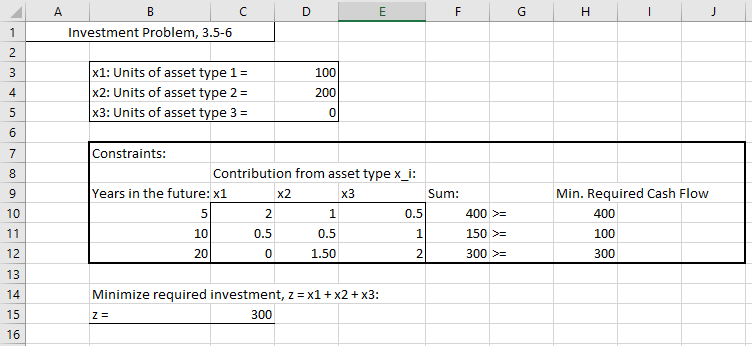 A B C D E F G H I J
1 Investment Problem, 3.5-6
2
3 x1: Units of asset type 1 = 100
4 x2: Units of asset type 2 = 200
5 x3: Units of asset type 3 = 0
6
7 Constraints:
8 Contribution from asset type x_i:
9 Years in the future: x1 x2 x3 Sum: Min. Required Cash Flow
10 5 2 1 0.5 400 >= 400
11 10 0.5 0.5 1 150 >= 100
12 20 0 1.50 2 300 >= 300
13
14 Minimize required investment, z = x1 + x2 + x3:
15 z = 300
16